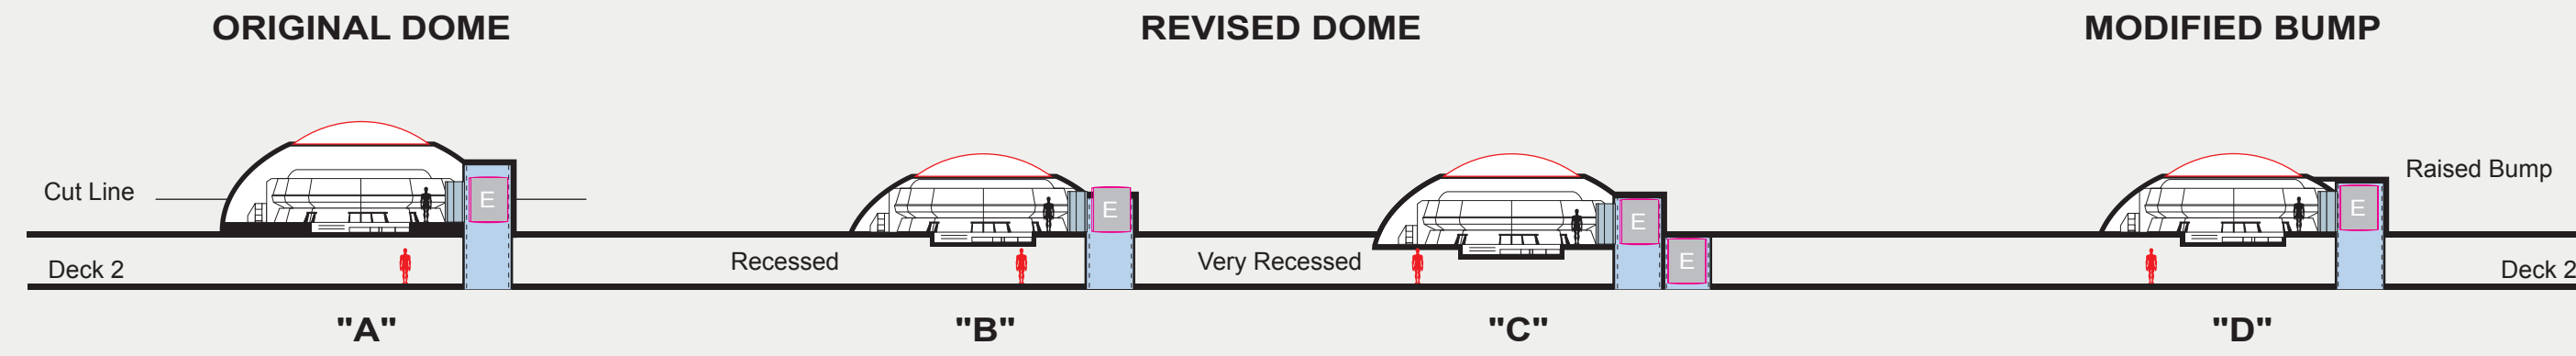 ORIGINAL DOME
REVISED DOME
MODIFIED BUMP
Cut Line
E
E
E
E
E
Raised Bump
Deck 2
Recessed
Very Recessed
Deck 2
"A"
"B"
"C"
"D"